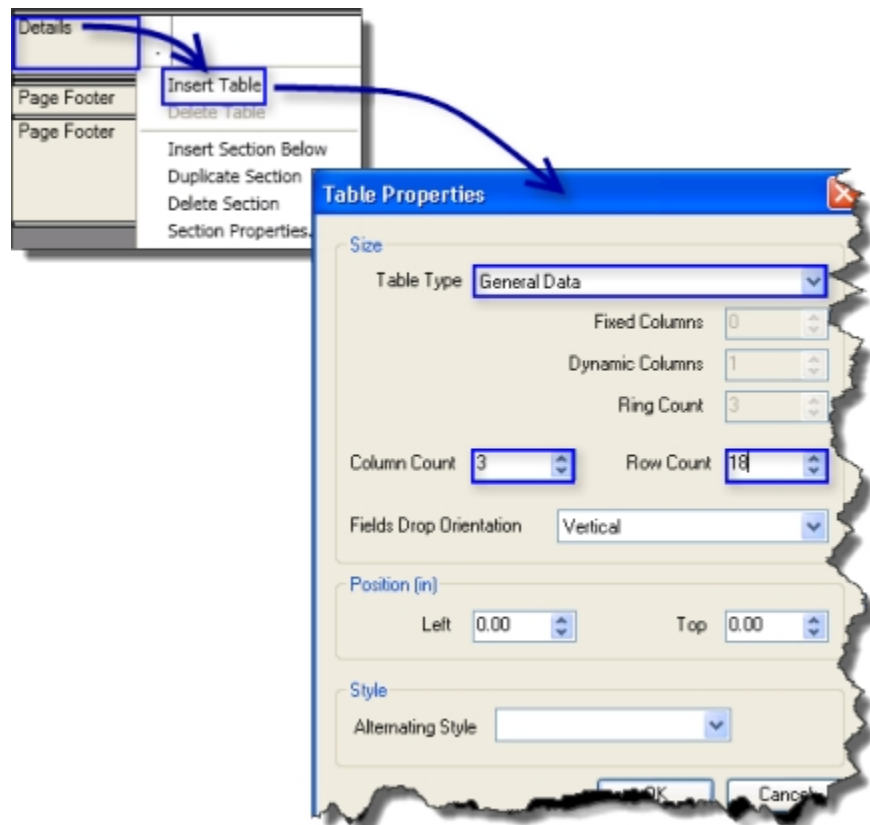 Details
Insert Table
Page Footer
Delete Table
Page Footer
Insert Section Below
Duplicate Section
Delete Section
Section Properties.
Table Properties
Size
Table Type General Data
Fixed Columns 0
Dynamic Columns 1
Ring Count 3
Column Count 3 Row Count 18
Fields Drop Orientation Vertical
Position (in)
Left 0.00 Top 0.00
Style
Alternating Style
OK Cancel